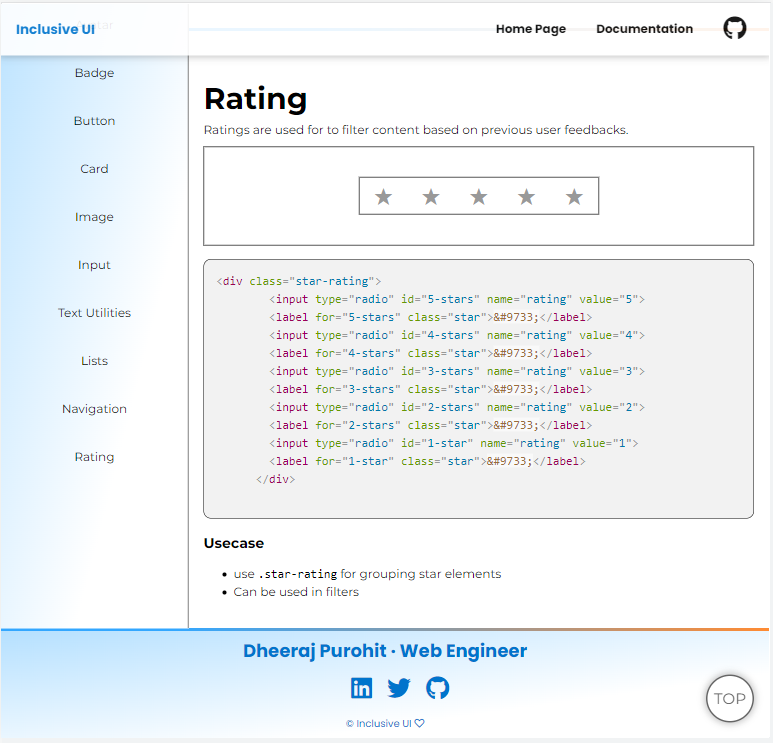 Inclusive UI
Home Page
Documentation
Badge
Button
Card
Image
Input
Text Utilities
Lists
Navigation
Rating
Rating
Ratings are used for to filter content based on previous user feedbacks.
★ ★ ★ ★ ★
<div class="star-rating">
<input type="radio" id="5-stars" name="rating" value="5">
<label for="5-stars" class="star">&#9733;</label>
<input type="radio" id="4-stars" name="rating" value="4">
<label for="4-stars" class="star">&#9733;</label>
<input type="radio" id="3-stars" name="rating" value="3">
<label for="3-stars" class="star">&#9733;</label>
<input type="radio" id="2-stars" name="rating" value="2">
<label for="2-stars" class="star">&#9733;</label>
<input type="radio" id="1-star" name="rating" value="1">
<label for="1-star" class="star">&#9733;</label>
</div>
Usecase
• use .star-rating for grouping star elements
• Can be used in filters
Dheeraj Purohit · Web Engineer
© Inclusive UI ♡
TOP